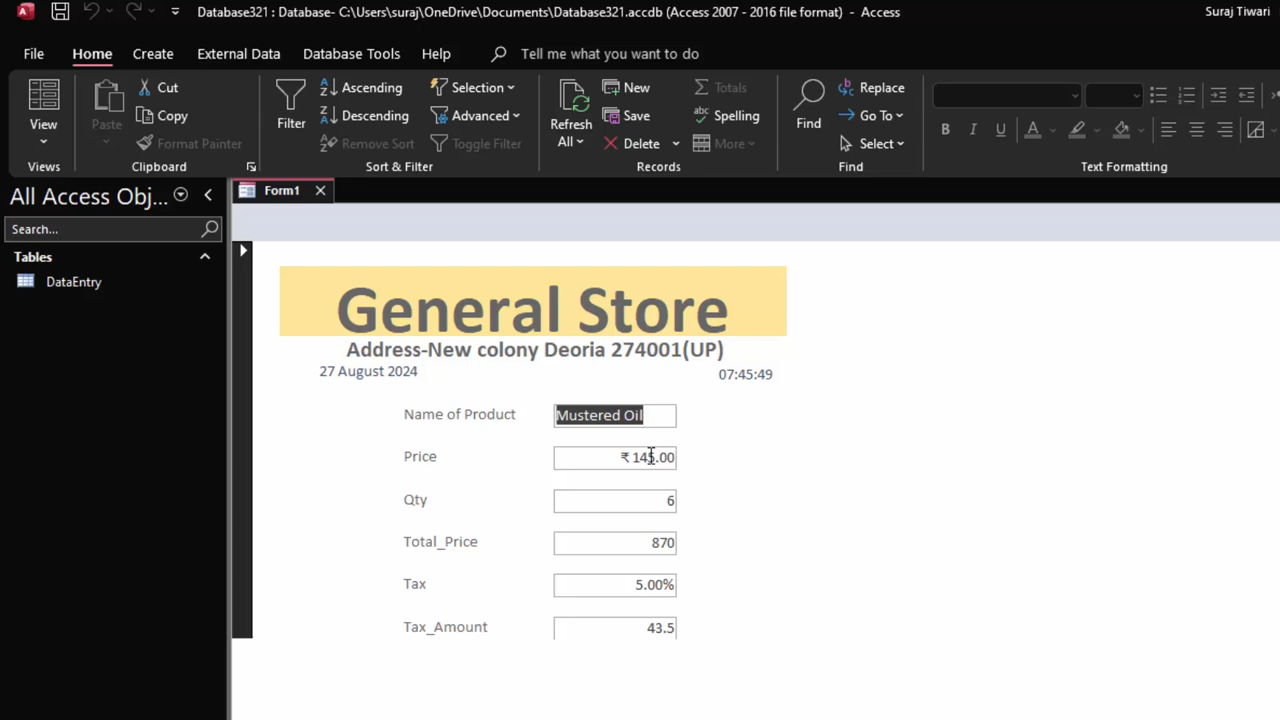 Database321 : Database- C:\Users\suraj\OneDrive\Documents\Database321.accdb (Access 2007 - 2016 file format) - Access
Suraj Tiwari
File Home Create External Data Database Tools Help Tell me what you want to do
View
Views
Paste
Cut
Copy
Format Painter
Clipboard
Filter
Ascending
Descending
Remove Sort
Selection
Advanced
Toggle Filter
Sort & Filter
Refresh
All
New
Save
Delete
Totals
Spelling
More
Records
Find
Replace
Go To
Select
Find
B I U A
Text Formatting
All Access Obj...
Search...
Tables
DataEntry
Form1
General Store
Address-New colony Deoria 274001(UP)
27 August 2024 07:45:49
Name of Product Mustered Oil
Price ₹ 145.00
Qty 6
Total_Price 870
Tax 5.00%
Tax_Amount 43.5